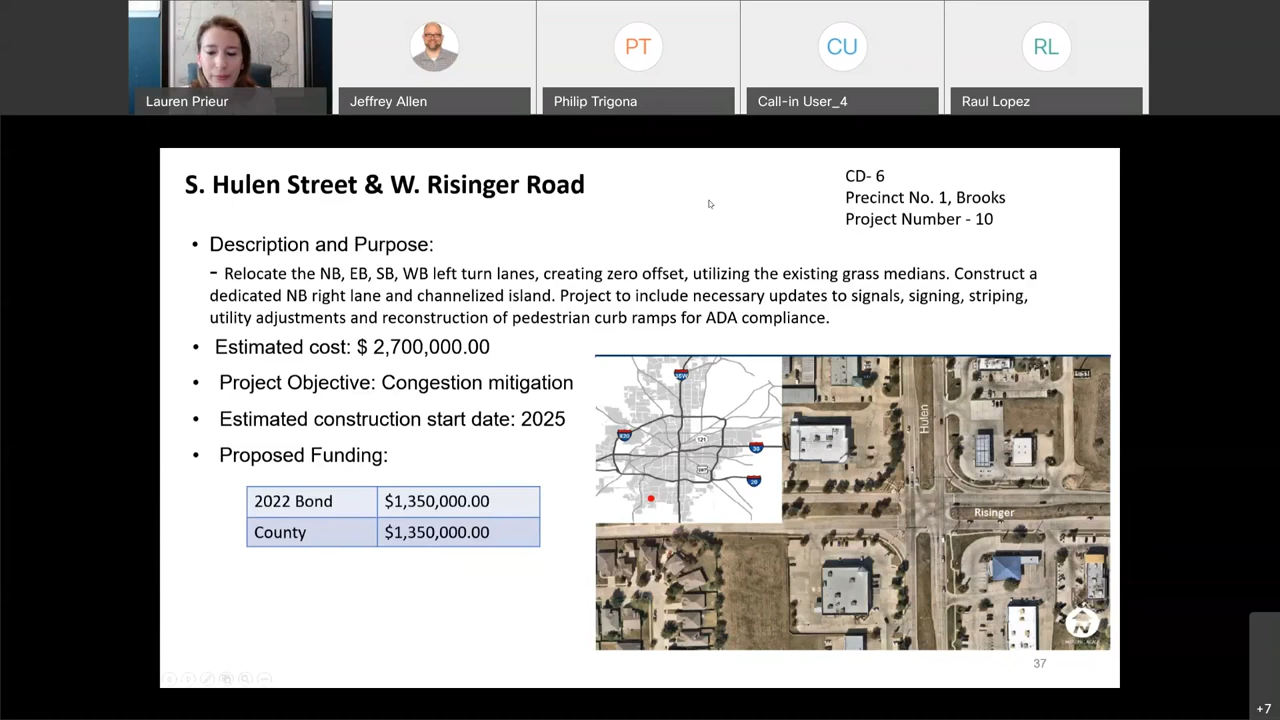 PT
CU
RL
Lauren Prieur
Jeffrey Allen
Philip Trigona
Call-in User_4
Raul Lopez
S. Hulen Street & W. Risinger Road
CD- 6
Precinct No. 1, Brooks
Project Number - 10
• Description and Purpose:
- Relocate the NB, EB, SB, WB left turn lanes, creating zero offset, utilizing the existing grass medians. Construct a
dedicated NB right lane and channelized island. Project to include necessary updates to signals, signing, striping,
utility adjustments and reconstruction of pedestrian curb ramps for ADA compliance.
• Estimated cost: $ 2,700,000.00
• Project Objective: Congestion mitigation
• Estimated construction start date: 2025
• Proposed Funding:
2022 Bond $1,350,000.00
County $1,350,000.00
35W
820
121
30
20
Hulen
Risinger
N
37
+7